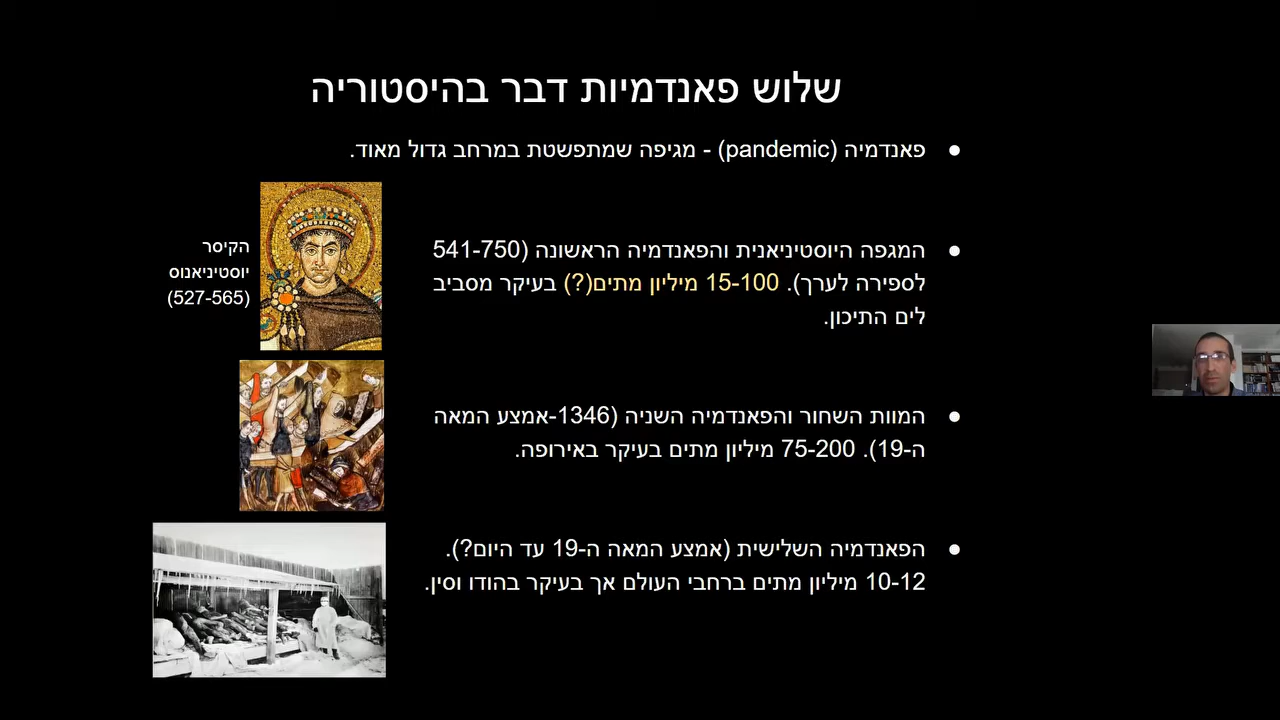 שלוש פאנדמיות דבר בהיסטוריה
● פאנדמיה (pandemic) - מגיפה שמתפשטת במרחב גדול מאוד.
● המגפה היוסטיניאנית והפאנדמיה הראשונה (541-750
לספירה לערך). 15-100 מיליון מתים(?) בעיקר מסביב
לים התיכון.
הקיסר
יוסטיניאנוס
(527-565)
● המוות השחור והפאנדמיה השניה (1346-אמצע המאה
ה-19). 75-200 מיליון מתים בעיקר באירופה.
● הפאנדמיה השלישית (אמצע המאה ה-19 עד היום?).
10-12 מיליון מתים ברחבי העולם אך בעיקר בהודו וסין.